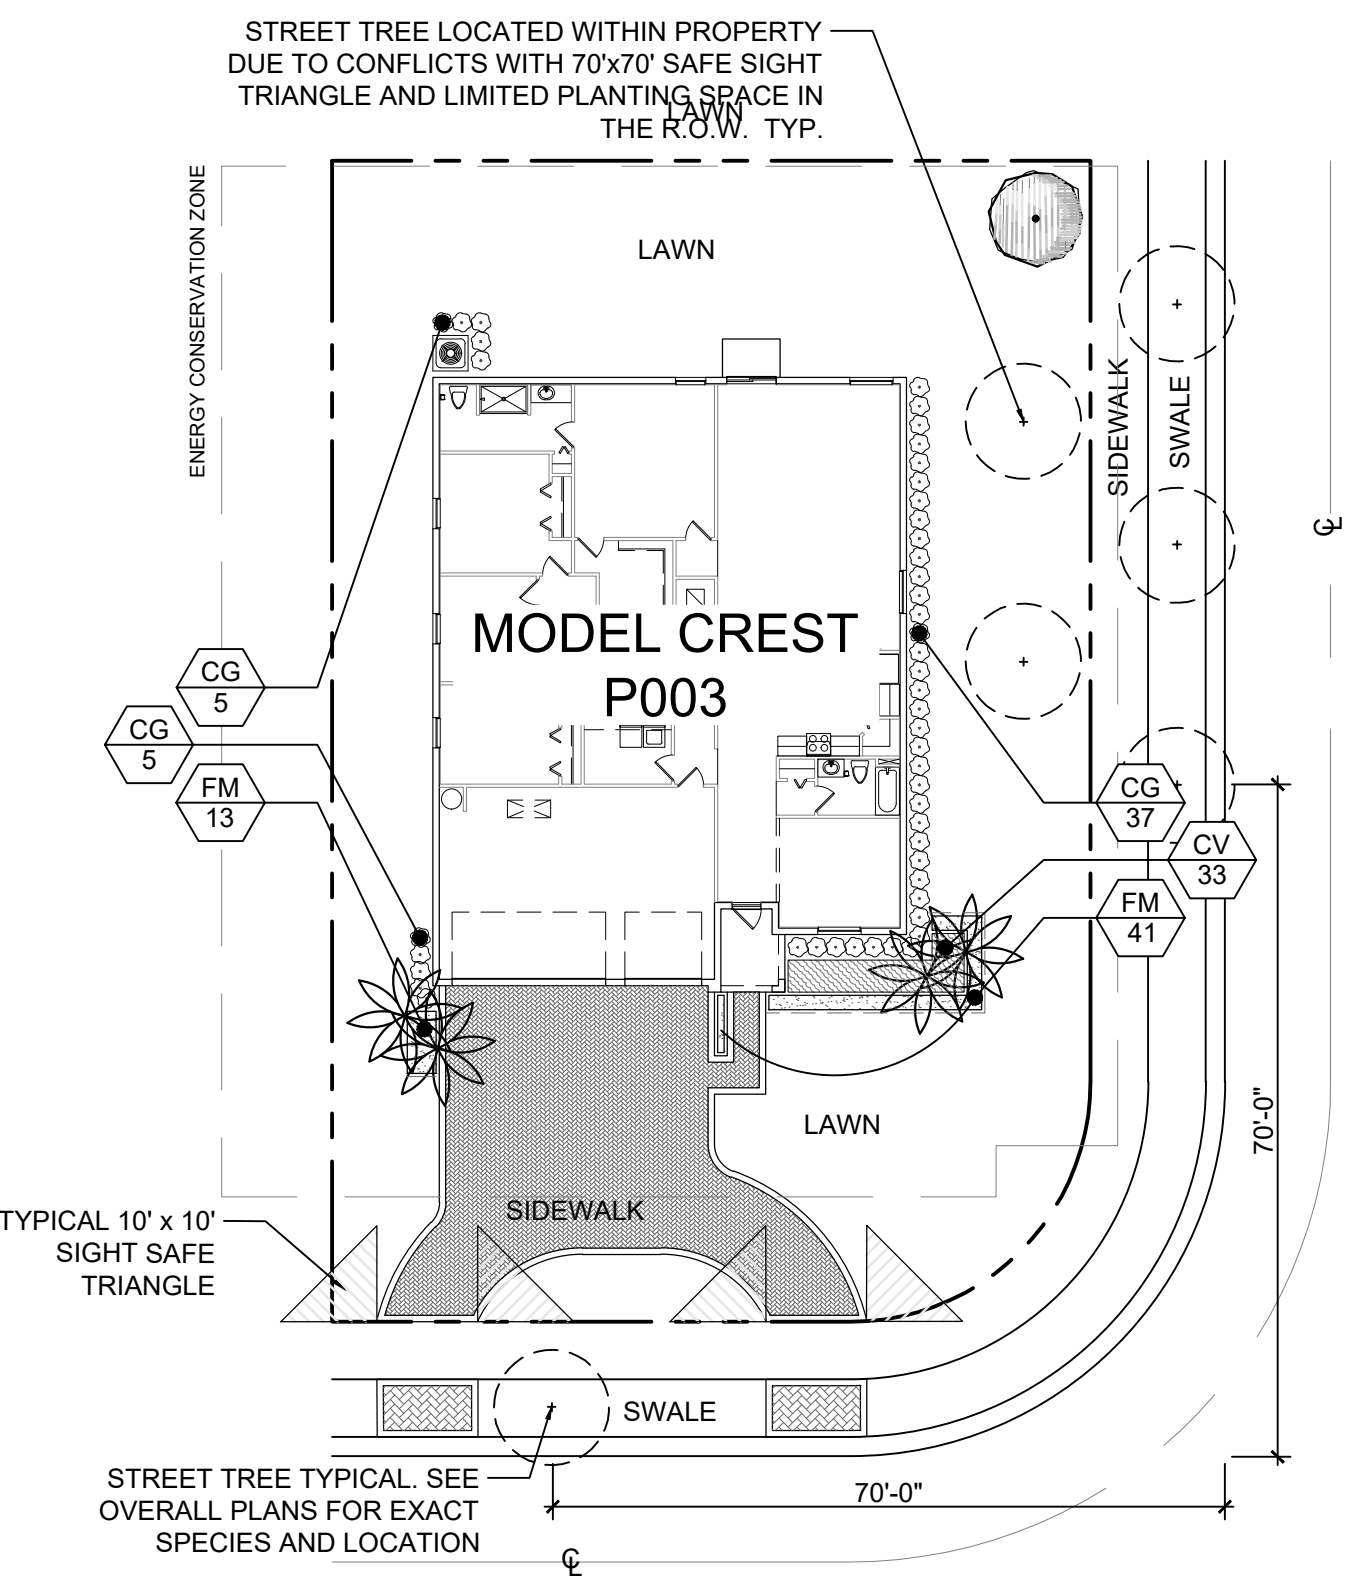 STREET TREE LOCATED WITHIN PROPERTY
DUE TO CONFLICTS WITH 70'x70' SAFE SIGHT
TRIANGLE AND LIMITED PLANTING SPACE IN
LAWN
THE R.O.W. TYP.
ENERGY CONSERVATION ZONE
LAWN
SIDEWALK
SWALE
℄
MODEL CREST
P003
CG
5
CG
5
FM
13
CG
37
CV
33
FM
41
LAWN
70'-0"
SIDEWALK
TYPICAL 10' x 10'
SIGHT SAFE
TRIANGLE
SWALE
STREET TREE TYPICAL. SEE
OVERALL PLANS FOR EXACT
SPECIES AND LOCATION
70'-0"
℄